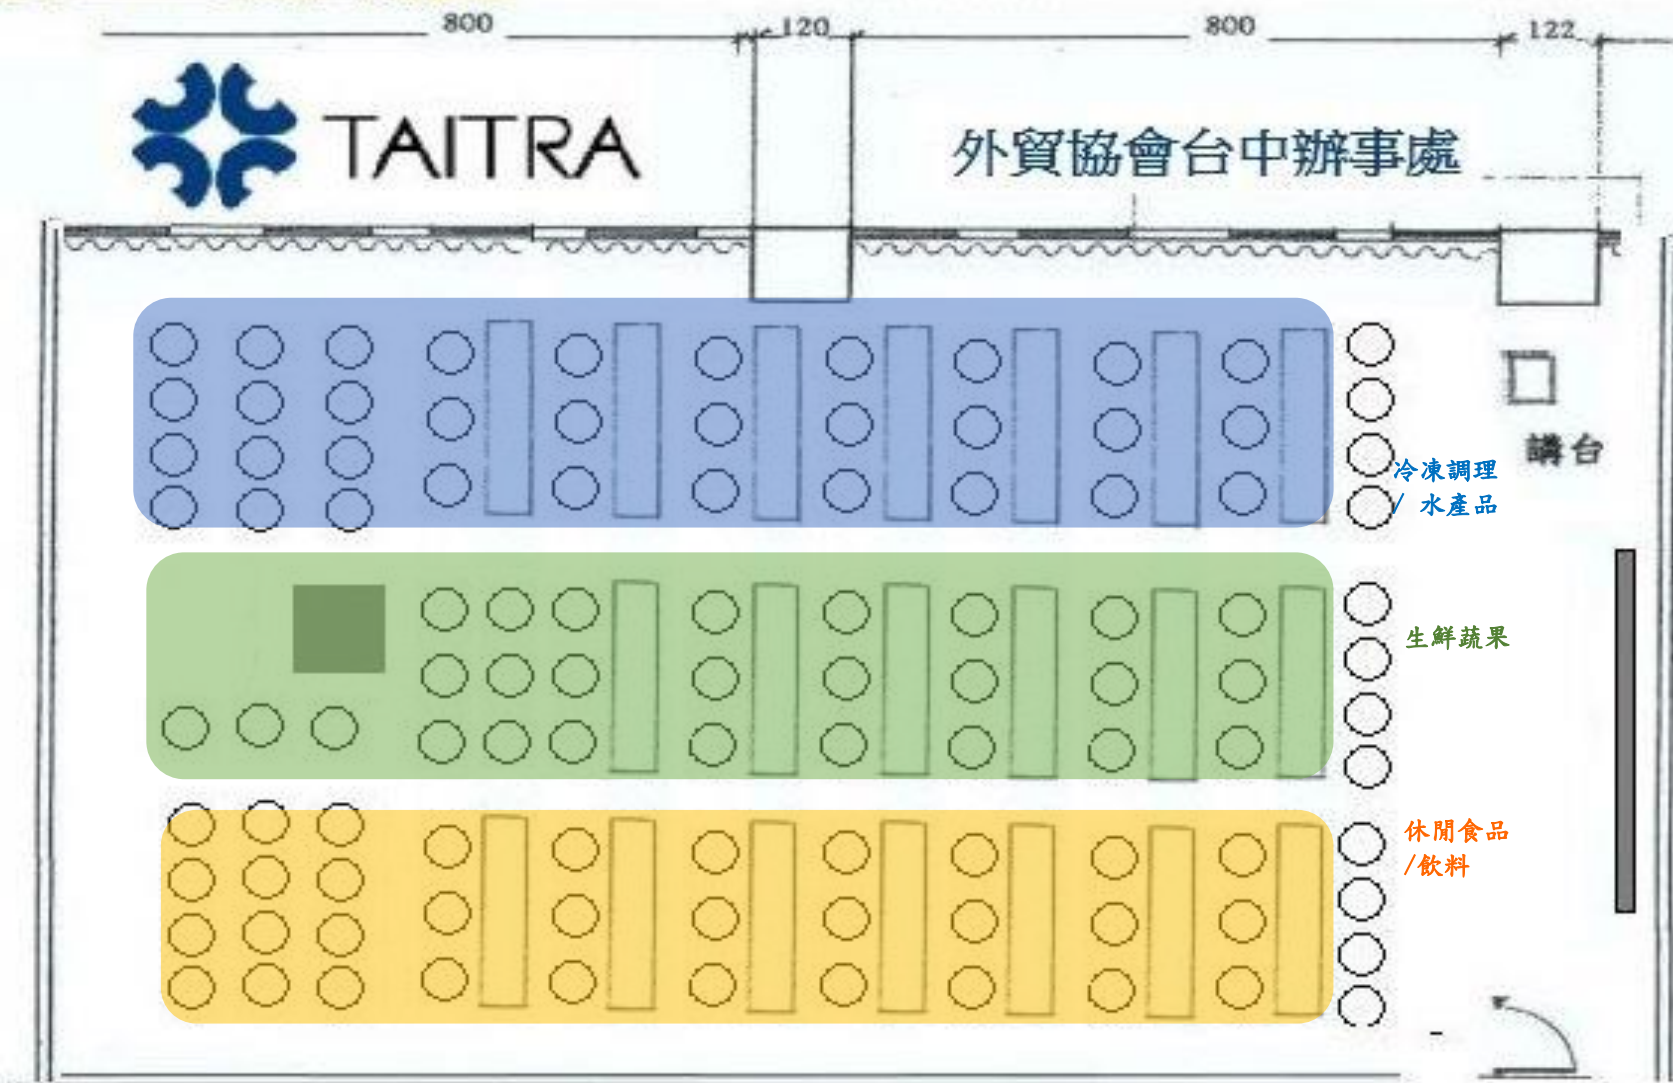 800
120
800
122
TAITRA
外貿協會台中辦事處
講台
冷凍調理
/ 水產品
生鮮蔬果
休閒食品
/飲料